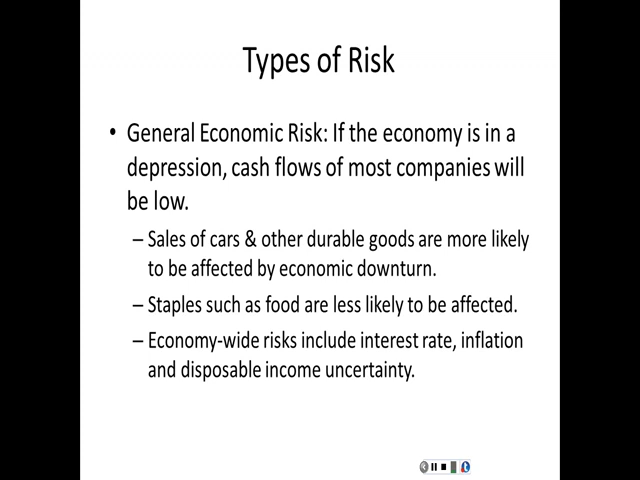 Types of Risk
• General Economic Risk: If the economy is in a
depression, cash flows of most companies will
be low.
– Sales of cars & other durable goods are more likely
to be affected by economic downturn.
– Staples such as food are less likely to be affected.
– Economy-wide risks include interest rate, inflation
and disposable income uncertainty.